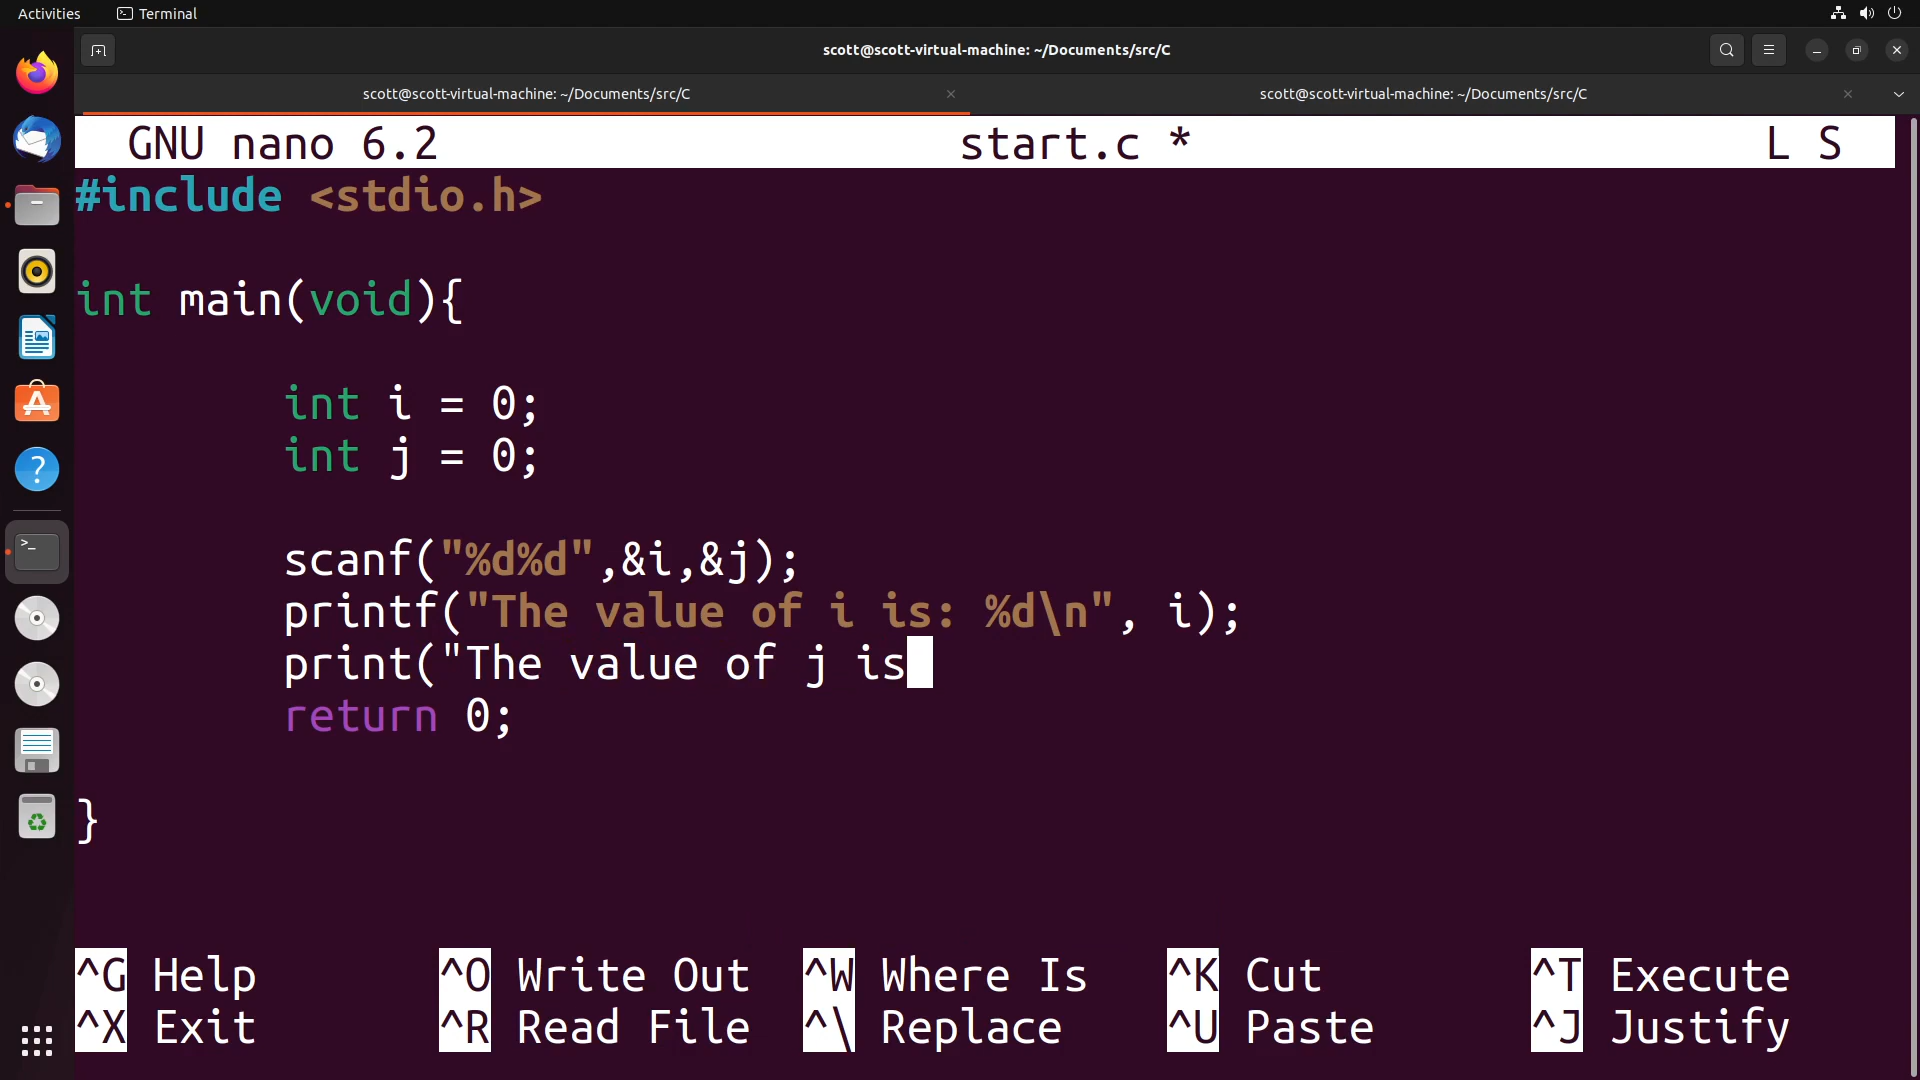 Activities
Terminal
scott@scott-virtual-machine: ~/Documents/src/C
scott@scott-virtual-machine: ~/Documents/src/C
scott@scott-virtual-machine: ~/Documents/src/C
GNU nano 6.2 start.c * L S
#include <stdio.h>
int main(void){
int i = 0;
int j = 0;
scanf("%d%d",&i,&j);
printf("The value of i is: %d\n", i);
print("The value of j is
return 0;
}
^G Help ^O Write Out ^W Where Is ^K Cut ^T Execute
^X Exit ^R Read File ^\ Replace ^U Paste ^J Justify